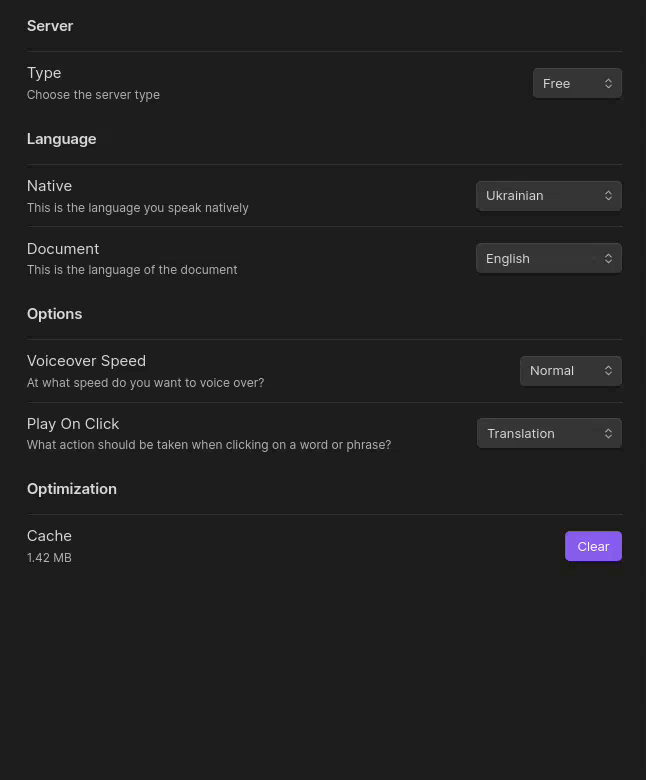 Server
Type
Choose the server type
Free
Language
Native
This is the language you speak natively
Ukrainian
Document
This is the language of the document
English
Options
Voiceover Speed
At what speed do you want to voice over?
Normal
Play On Click
What action should be taken when clicking on a word or phrase?
Translation
Optimization
Cache
1.42 MB
Clear